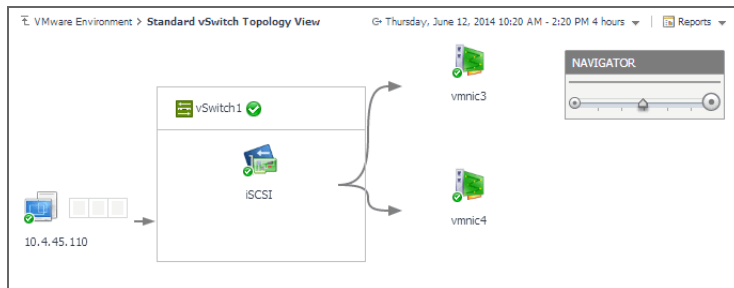 VMware Environment > Standard vSwitch Topology View
Thursday, June 12, 2014 10:20 AM - 2:20 PM 4 hours
Reports
NAVIGATOR
vmnic3
vSwitch1
iSCSI
10.4.45.110
vmnic4